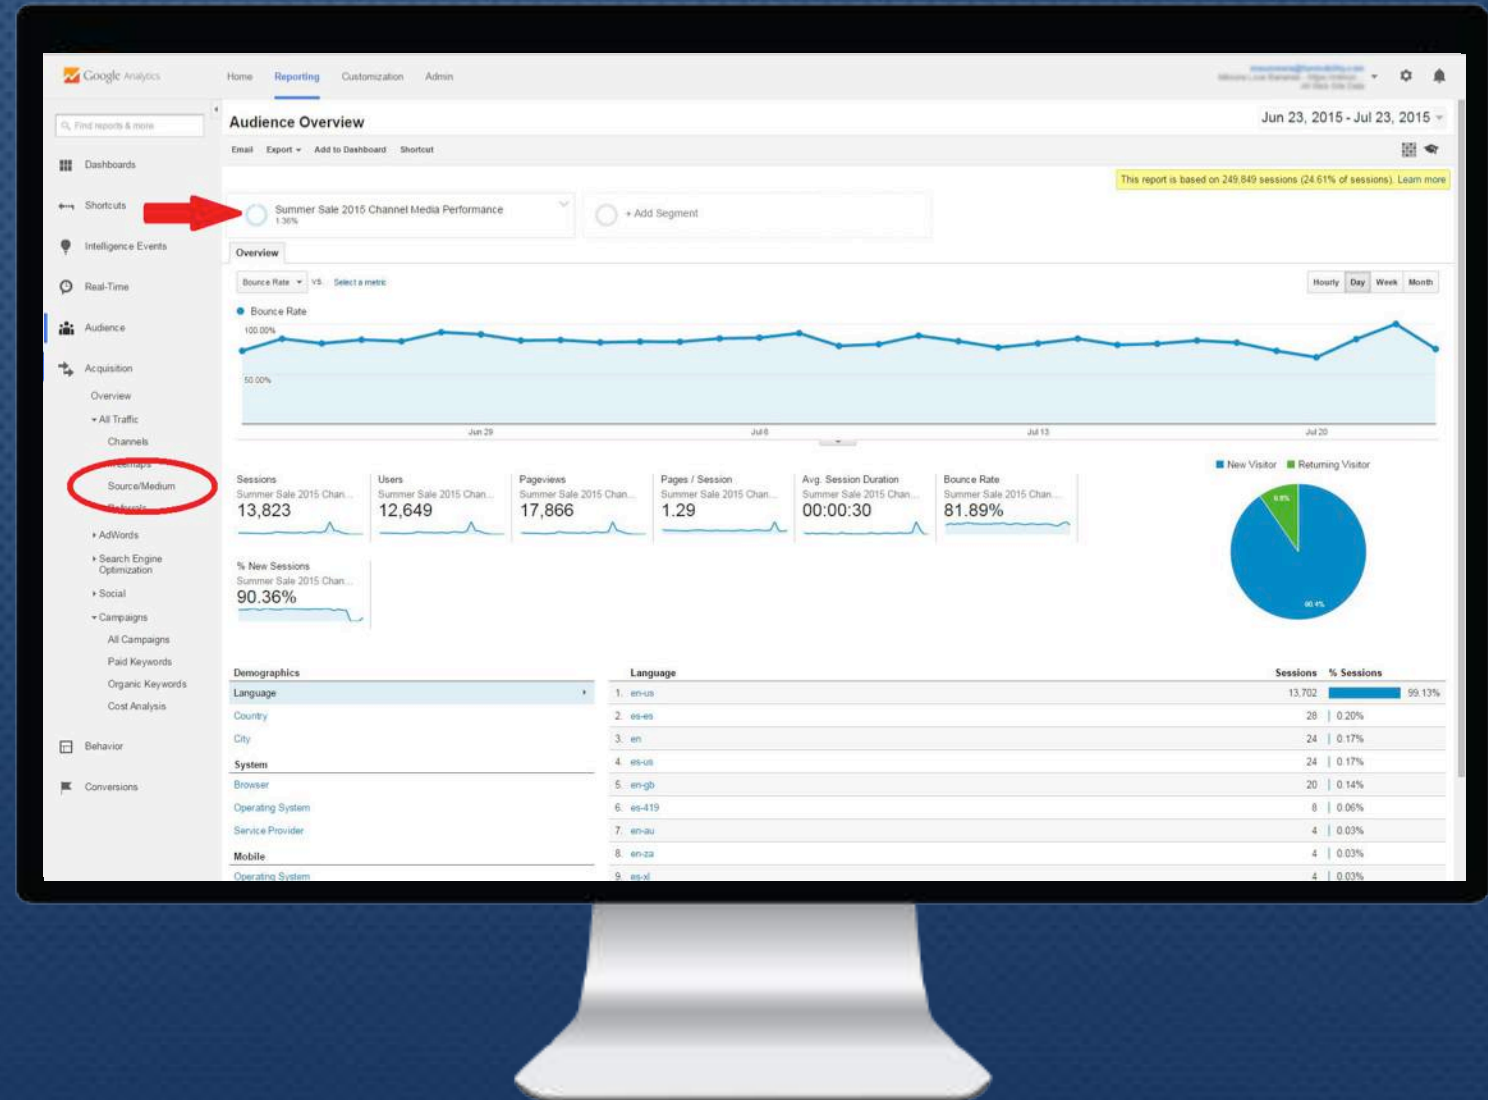 Google Analytics
Home Reporting Customization Admin
Find reports & more
Audience Overview
Jun 23, 2015 - Jul 23, 2015
Email Export Add to Dashboard Shortcut
This report is based on 249,849 sessions (24.61% of sessions). Learn more
Dashboards
Shortcuts
Intelligence Events
Real-Time
Audience
Acquisition
Overview
All Traffic
Channels
Source/Medium
Referrals
AdWords
Search Engine
Optimization
Social
Campaigns
All Campaigns
Paid Keywords
Organic Keywords
Cost Analysis
Behavior
Conversions
Summer Sale 2015 Channel Media Performance
1.36%
+ Add Segment
Overview
Bounce Rate VS. Select a metric
Hourly Day Week Month
Bounce Rate
100.00%
50.00%
Jun 29 Jul 6 Jul 13 Jul 20
Sessions
Summer Sale 2015 Chan...
13,823
Users
Summer Sale 2015 Chan...
12,649
Pageviews
Summer Sale 2015 Chan...
17,866
Pages / Session
Summer Sale 2015 Chan...
1.29
Avg. Session Duration
Summer Sale 2015 Chan...
00:00:30
Bounce Rate
Summer Sale 2015 Chan...
81.89%
% New Sessions
Summer Sale 2015 Chan...
90.36%
New Visitor Returning Visitor
9.6%
90.4%
Demographics
Language
Country
City
System
Browser
Operating System
Service Provider
Mobile
Operating System
Language Sessions % Sessions
1. en-us 13,702 99.13%
2. es-es 28 0.20%
3. en 24 0.17%
4. es-us 24 0.17%
5. en-gb 20 0.14%
6. es-419 8 0.06%
7. en-au 4 0.03%
8. en-za 4 0.03%
9. es-xl 4 0.03%